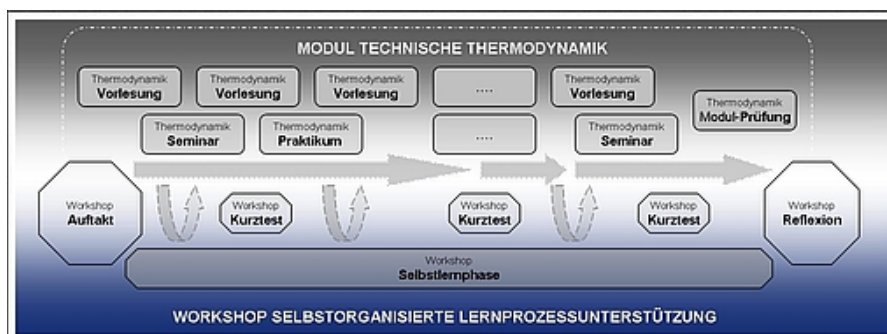 MODUL TECHNISCHE THERMODYNAMIK
Thermodynamik
Vorlesung
Thermodynamik
Vorlesung
Thermodynamik
Vorlesung
....
Thermodynamik
Vorlesung
Thermodynamik
Modul-Prüfung
Thermodynamik
Seminar
Thermodynamik
Praktikum
....
Thermodynamik
Seminar
Workshop
Auftakt
Workshop
Kurztest
Workshop
Kurztest
Workshop
Kurztest
Workshop
Reflexion
Workshop
Selbstlernphase
WORKSHOP SELBSTORGANISIERTE LERNPROZESSUNTERSTÜTZUNG